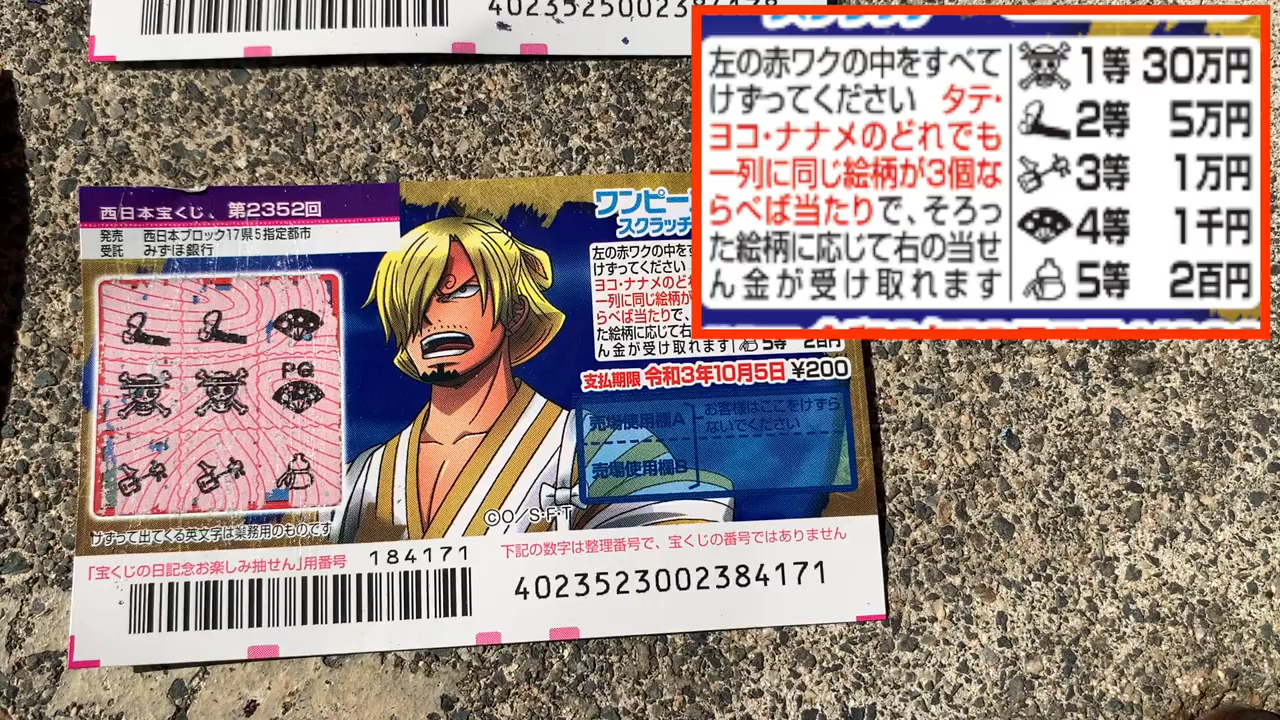 スクラッチ
左の赤ワクの中をすべて
けずってください タテ・
ヨコ・ナナメのどれでも
一列に同じ絵柄が3個な
らべば当たりで、そろっ
た絵柄に応じて右の当せ
ん金が受け取れます
1等 30万円
2等 5万円
3等 1万円
4等 1千円
5等 2百円
西日本宝くじ、第2352回
発売 西日本ブロック17県5指定都市
受託 みずほ銀行
PQ
けずって出てくる英文字は業務用のものです
ワンピー
スクラッチ
左の赤ワクの中を
けずってください
ヨコ・ナナメのどれ
一列に同じ絵柄が
らべば当たりで、
た絵柄に応じて右
ん金が受け取れます 5等 2百円
支払期限 令和3年10月5日 ¥200
売場使用欄A
お客様はここをけずら
ないでください
売場使用欄B
©O/S・F・T
「宝くじの日記念お楽しみ抽せん」用番号 184171
下記の数字は整理番号で、宝くじの番号ではありません
4023523002384171